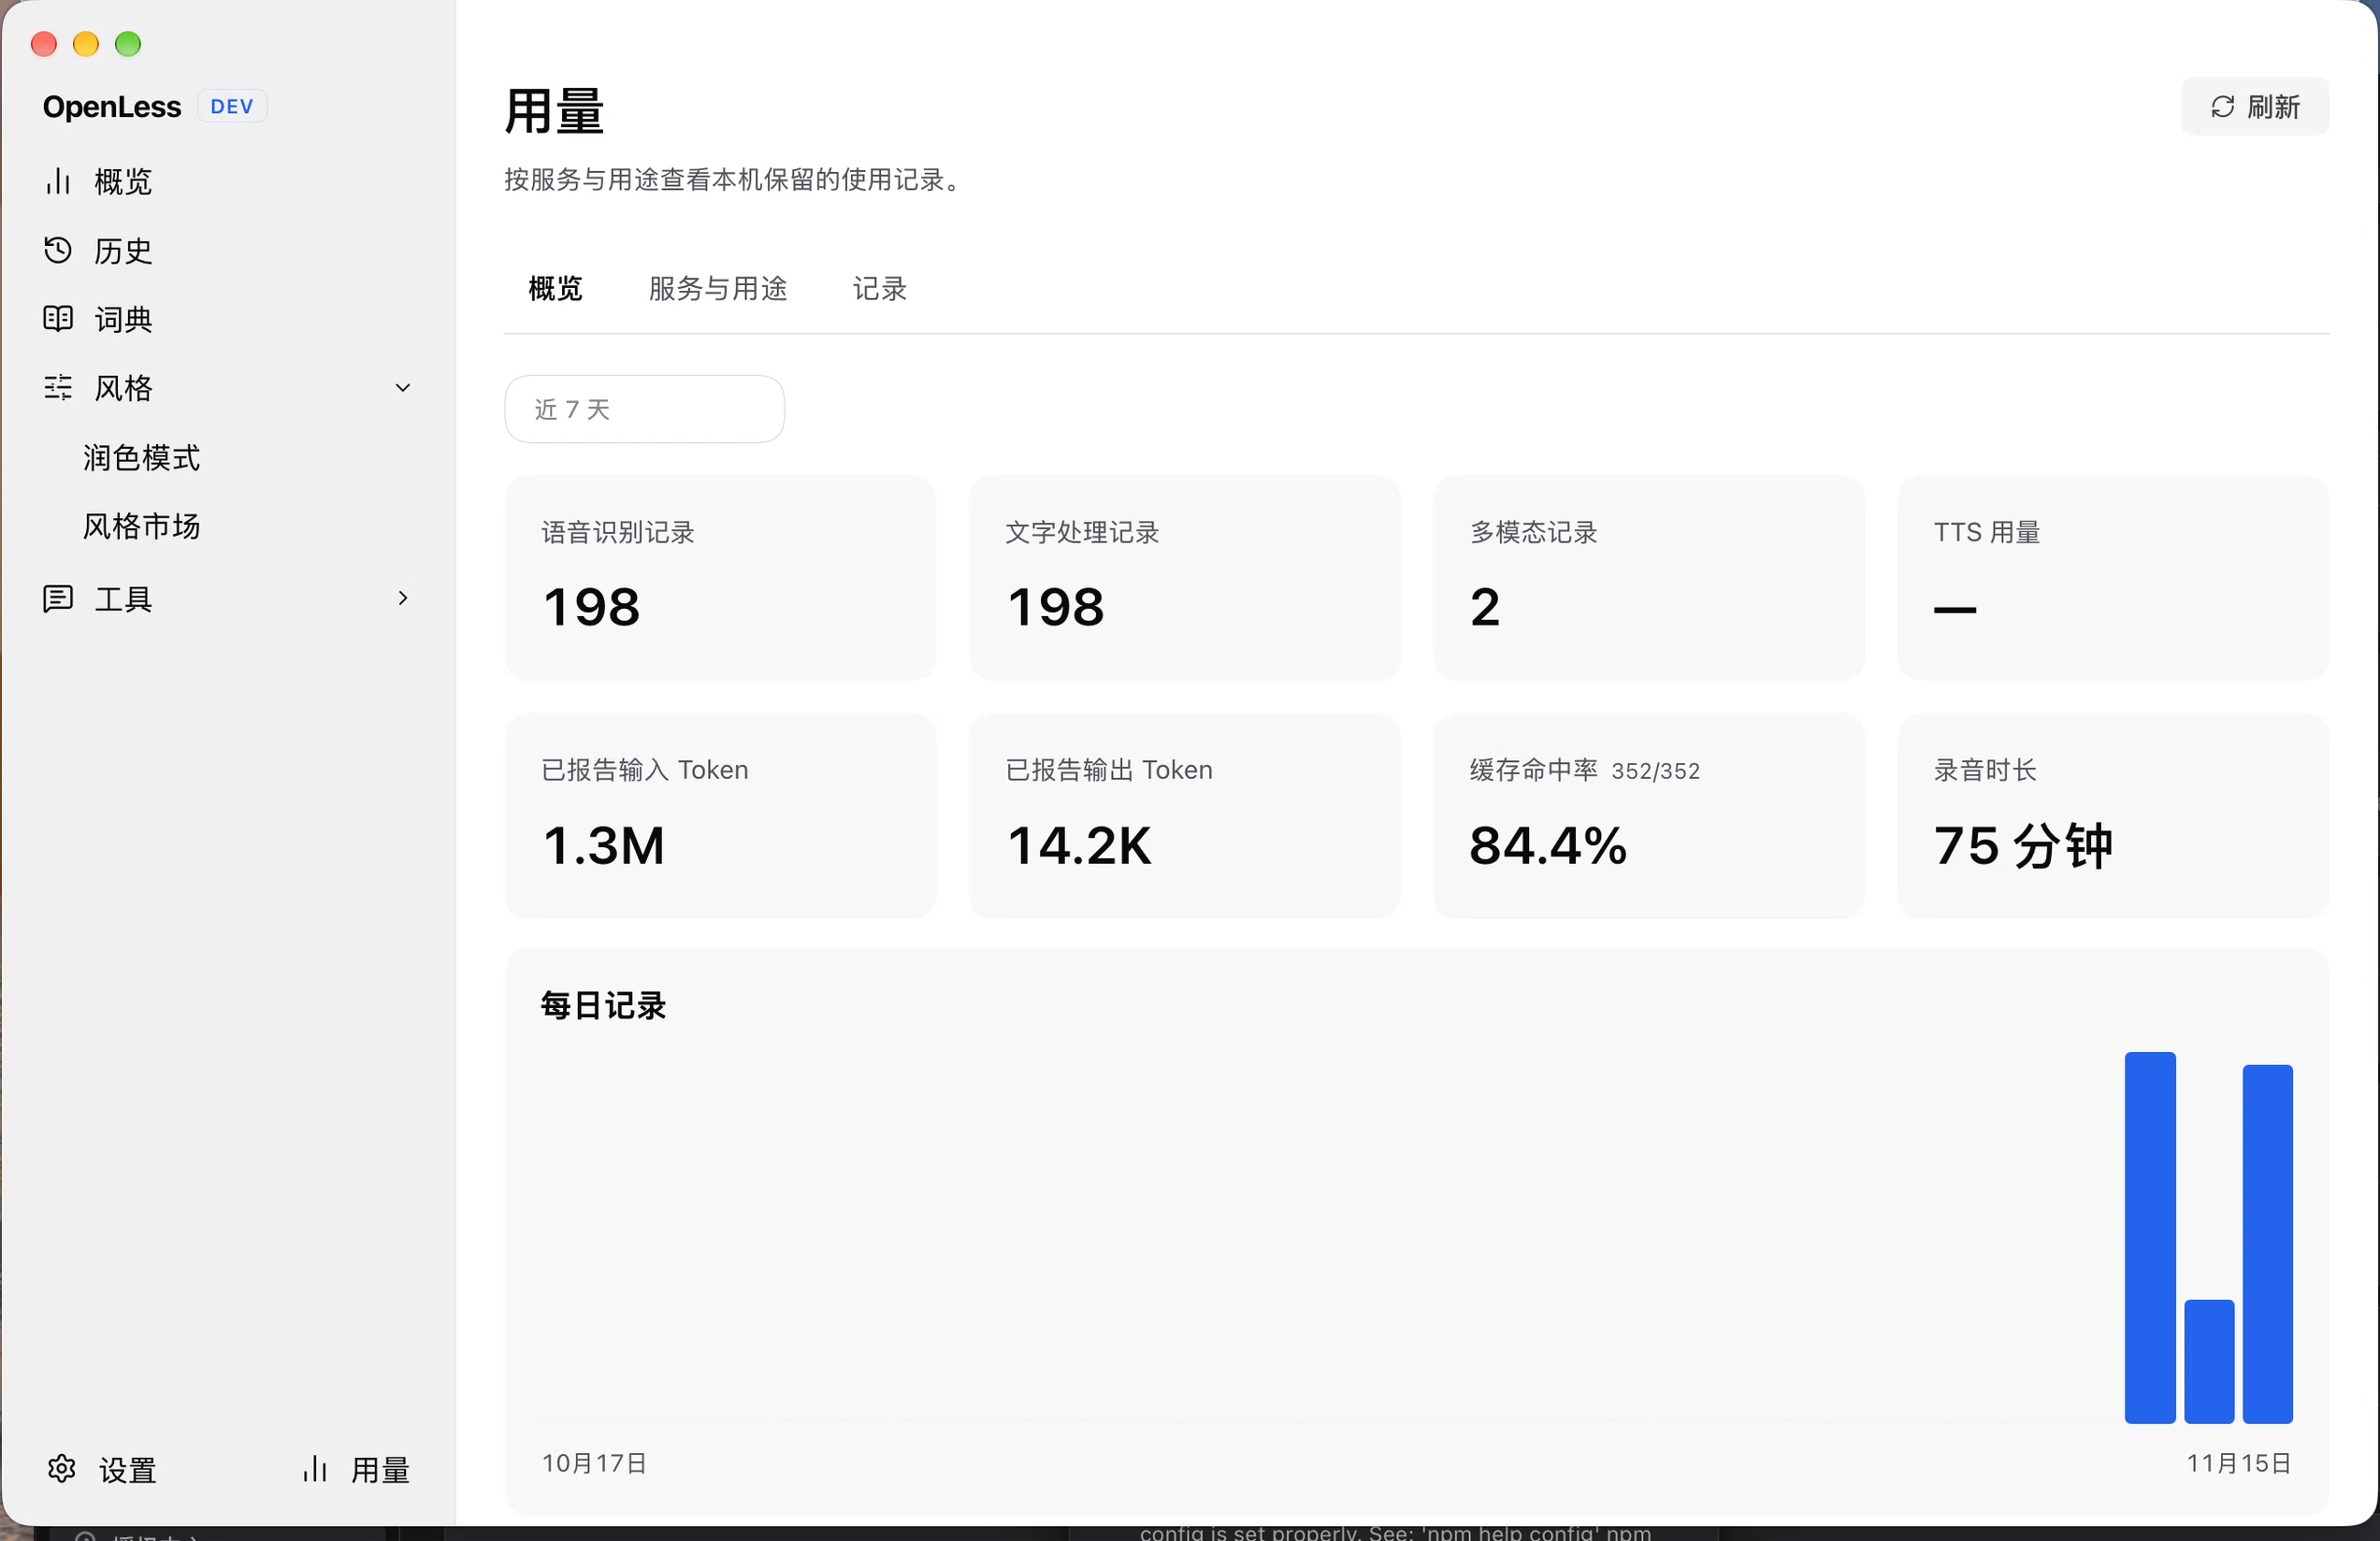 OpenLess DEV
概览
历史
词典
风格
润色模式
风格市场
工具
设置
用量
用量
刷新
按服务与用途查看本机保留的使用记录。
概览 服务与用途 记录
近 7 天
语音识别记录
198
文字处理记录
198
多模态记录
2
TTS 用量
—
已报告输入 Token
1.3M
已报告输出 Token
14.2K
缓存命中率 352/352
84.4%
录音时长
75 分钟
每日记录
10月17日
11月15日
config is set properly. See: 'npm help config' npm